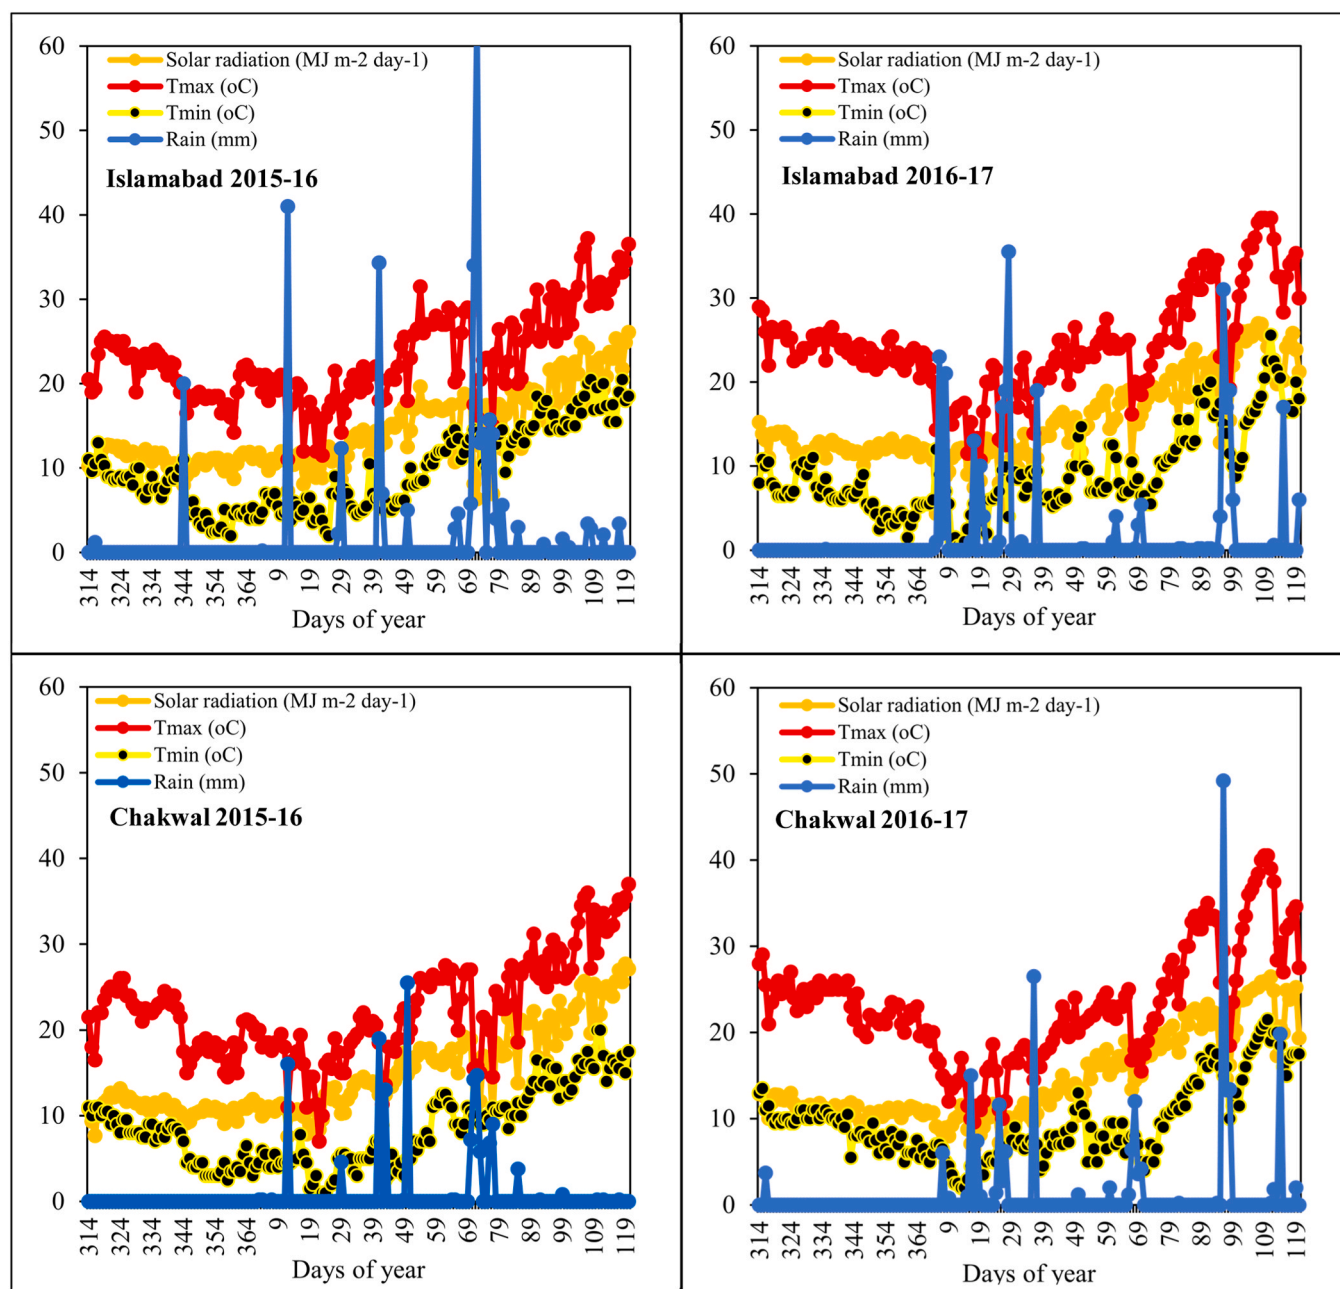 60
50
40
30
20
10
0
Solar radiation (MJ m-2 day-1)
Tmax (oC)
Tmin (oC)
Rain (mm)
Islamabad 2015-16
314 324 334 344 354 364 9 19 29 39 49 59 69 79 89 99 109 119
Days of year
60
50
40
30
20
10
0
Solar radiation (MJ m-2 day-1)
Tmax (oC)
Tmin (oC)
Rain (mm)
Islamabad 2016-17
314 324 334 344 354 364 9 19 29 39 49 59 69 79 89 99 109 119
Days of year
60
50
40
30
20
10
0
Solar radiation (MJ m-2 day-1)
Tmax (oC)
Tmin (oC)
Rain (mm)
Chakwal 2015-16
314 324 334 344 354 364 9 19 29 39 49 59 69 79 89 99 109 119
Days of year
60
50
40
30
20
10
0
Solar radiation (MJ m-2 day-1)
Tmax (oC)
Tmin (oC)
Rain (mm)
Chakwal 2016-17
314 324 334 344 354 364 9 19 29 39 49 59 69 79 89 99 109 119
Days of year